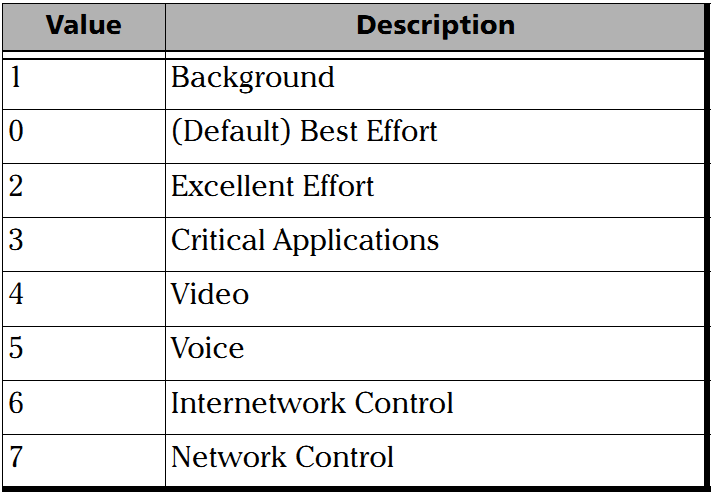 Value Description
1 Background
0 (Default) Best Effort
2 Excellent Effort
3 Critical Applications
4 Video
5 Voice
6 Internetwork Control
7 Network Control